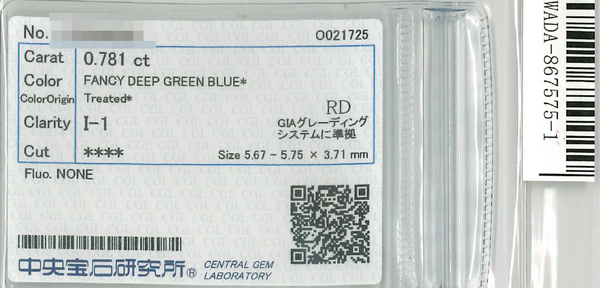 No. O021725
Carat 0.781 ct
Color FANCY DEEP GREEN BLUE*
ColorOrigin Treated*
Clarity I-1
RD
GIAグレーディング
システムに準拠
Cut ****
Size 5.67 - 5.75 × 3.71 mm
Fluo. NONE
中央宝石研究所® CENTRAL GEM
LABORATORY
WADA-867575-1